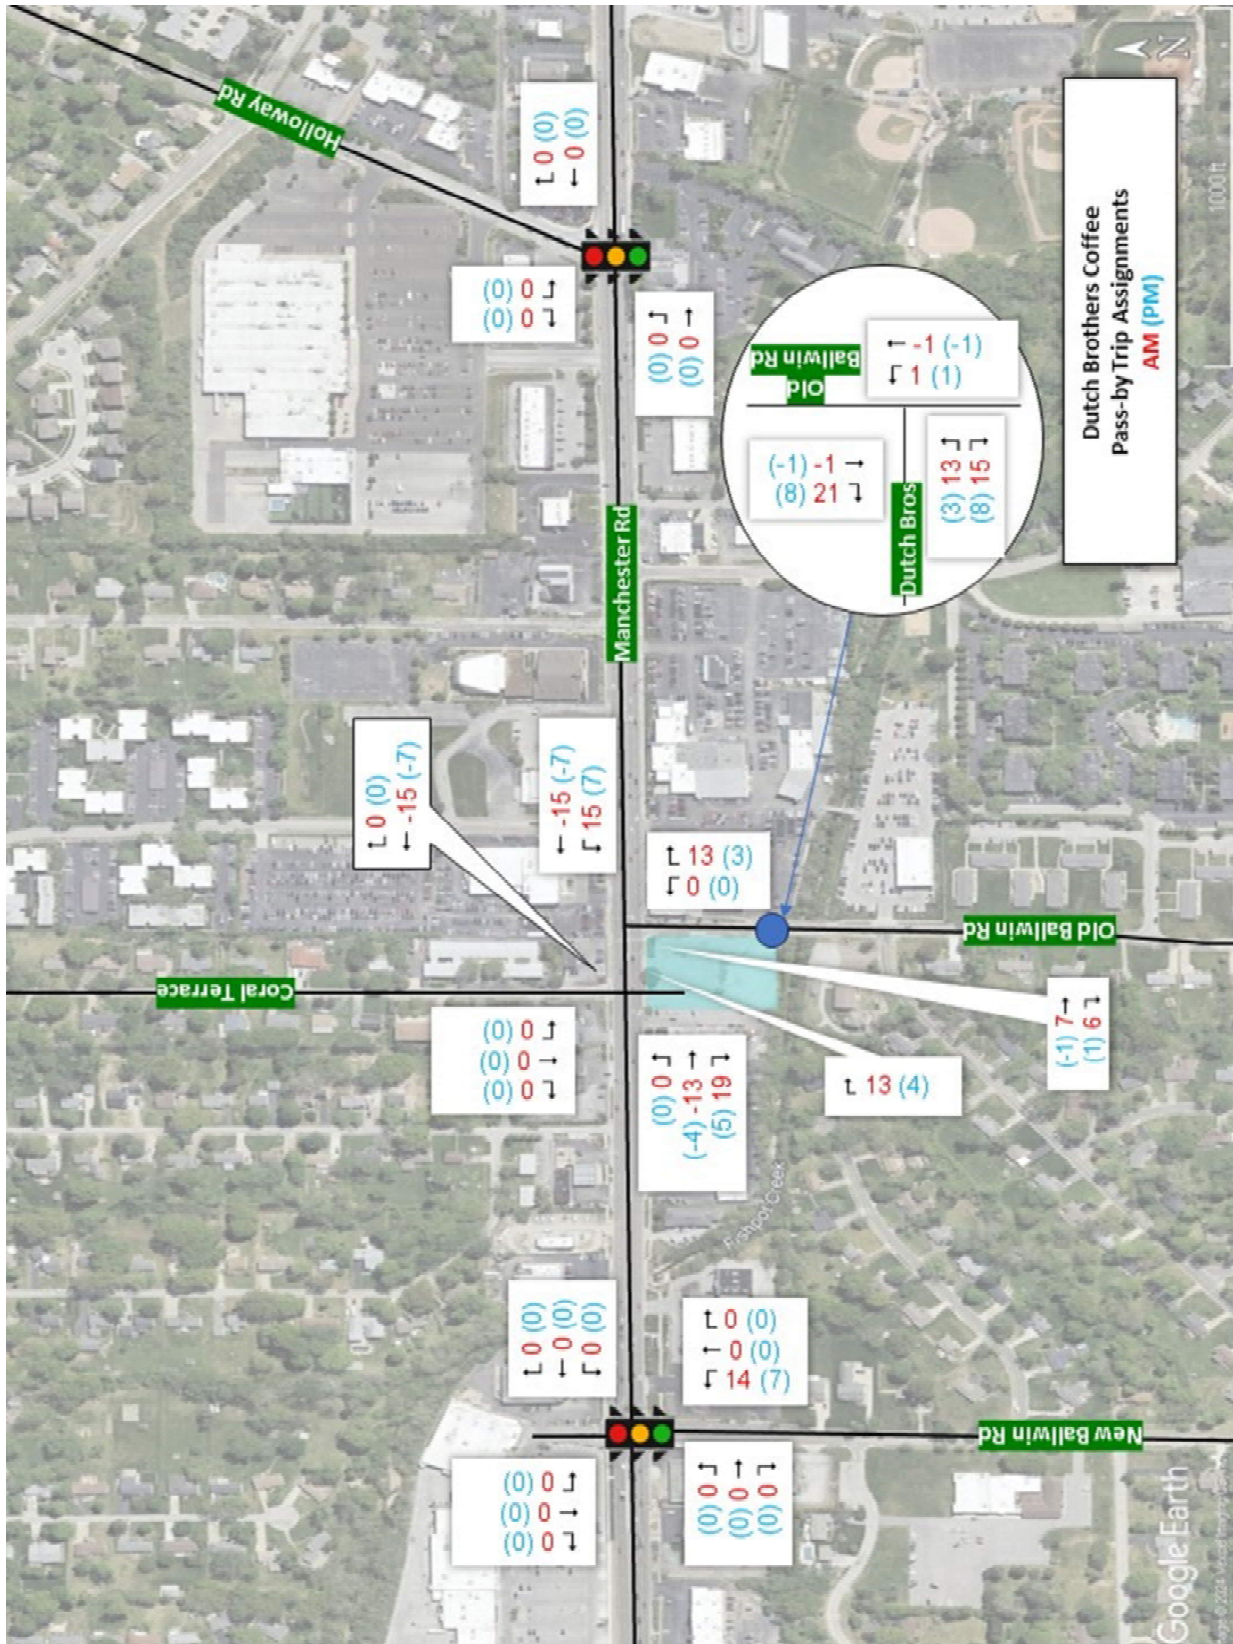 Holloway Rd
↰ 0 (0)
← 0 (0)
(0) 0 ↵
(0) 0 ↴
(0) 0 ↱
(0) 0 →
Old
Ballwin Rd
← -1 (-1)
↰ 1 (1)
(-1) -1 →
(8) 21 ↴
Dutch Bros
(3) 13
(8) 15
Dutch Brothers Coffee
Pass-by Trip Assignments
AM (PM)
N
1000 ft
Manchester Rd
0 (0)
← -15 (-7)
← -15 (-7)
15 (7)
13 (3)
0 (0)
Old Ballwin Rd
Coral Terrace
(0) 0
(0) 0
(0) 0
(0) 0
(-4) -13 →
(5) 19
13 (4)
(-1) 7 →
(1) 6
Fishpot Creek
0 (0)
← 0 (0)
0 (0)
0 (0)
← 0 (0)
14 (7)
New Ballwin Rd
(0) 0
(0) 0 →
(0) 0
(0) 0
(0) 0 →
(0) 0
Google Earth